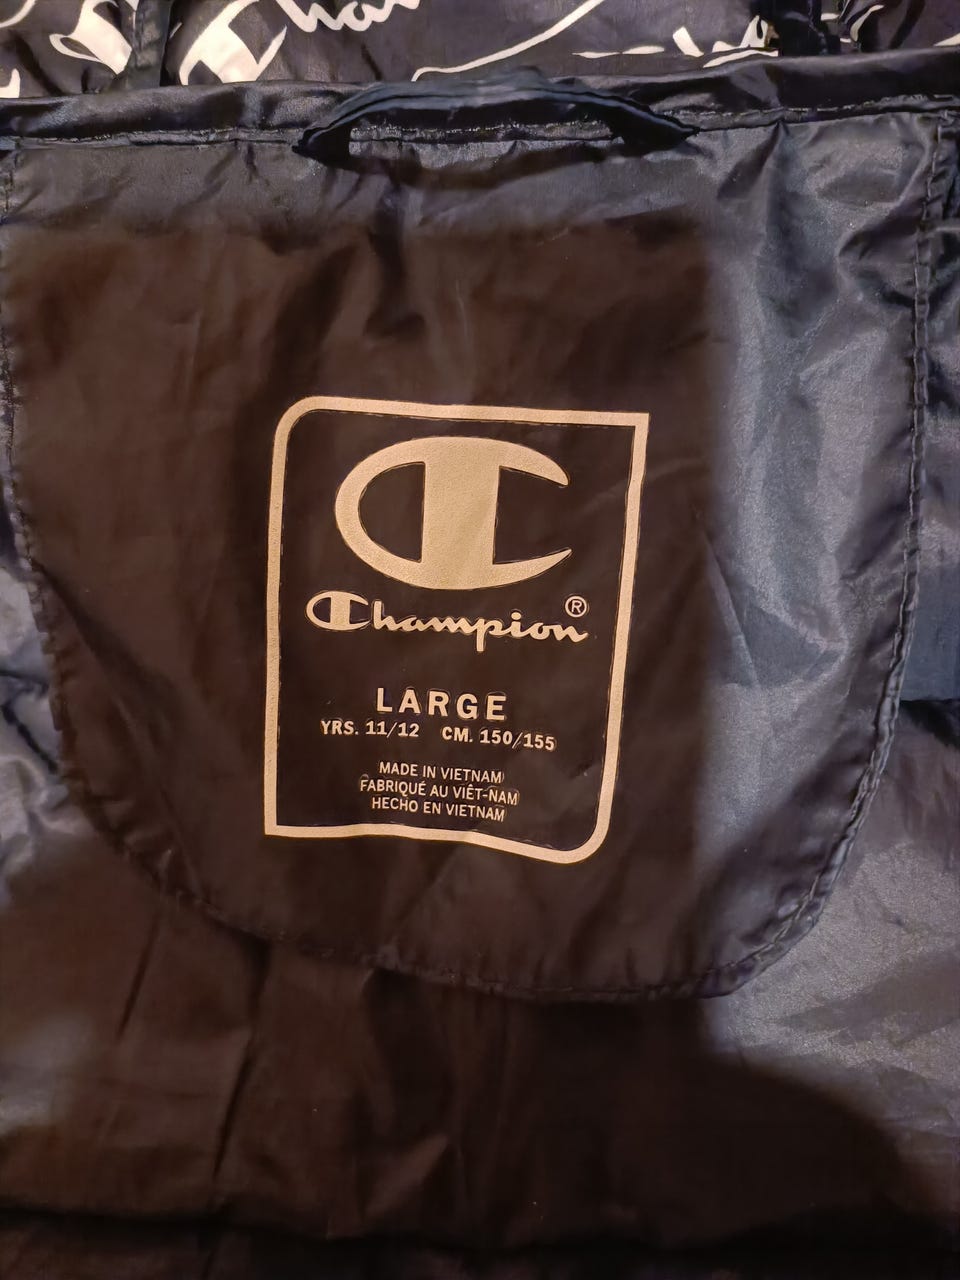 Champion®
LARGE
YRS. 11/12 CM. 150/155
MADE IN VIETNAM
FABRIQUÉ AU VIÊT-NAM
HECHO EN VIETNAM